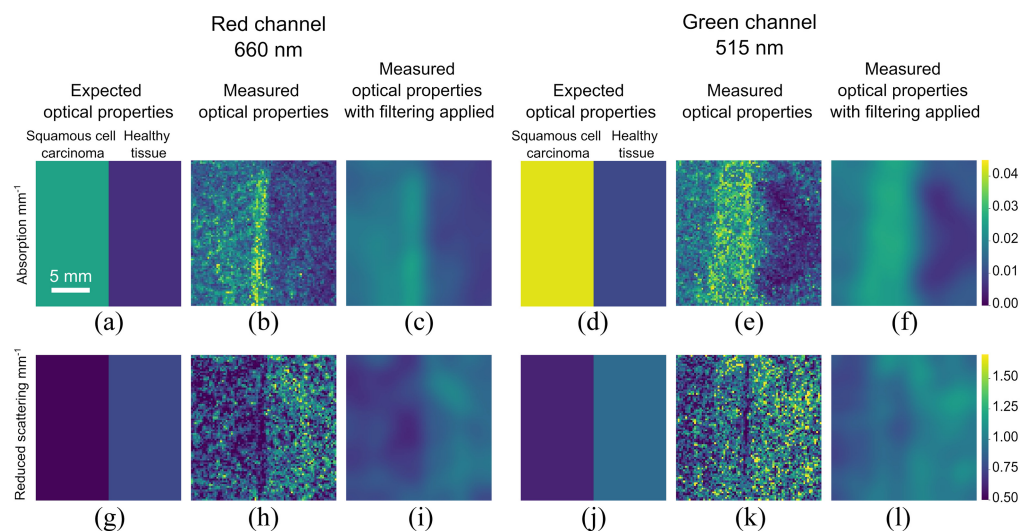 Red channel
660 nm
Green channel
515 nm
Expected
optical properties
Measured
optical properties
Measured
optical properties
with filtering applied
Expected
optical properties
Measured
optical properties
Measured
optical properties
with filtering applied
Squamous cell
carcinoma
Healthy
tissue
Squamous cell
carcinoma
Healthy
tissue
Absorption mm-1
5 mm
0.04
0.03
0.02
0.01
0.00
(a)
(b)
(c)
(d)
(e)
(f)
Reduced scattering mm-1
1.50
1.25
1.00
0.75
0.50
(g)
(h)
(i)
(j)
(k)
(l)